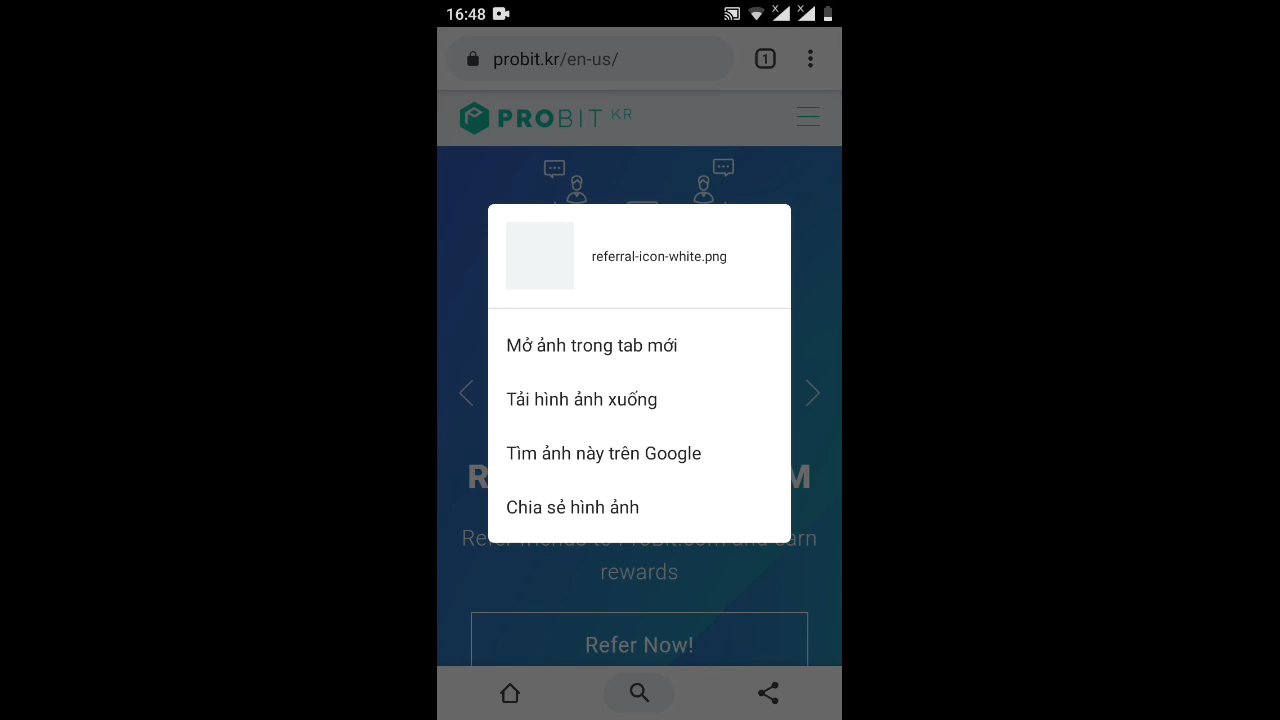 16:48
1
probit.kr/en-us/
PROBIT KR
referral-icon-white.png
Mở ảnh trong tab mới
Tải hình ảnh xuống
Tìm ảnh này trên Google
Chia sẻ hình ảnh
rewards
Refer Now!